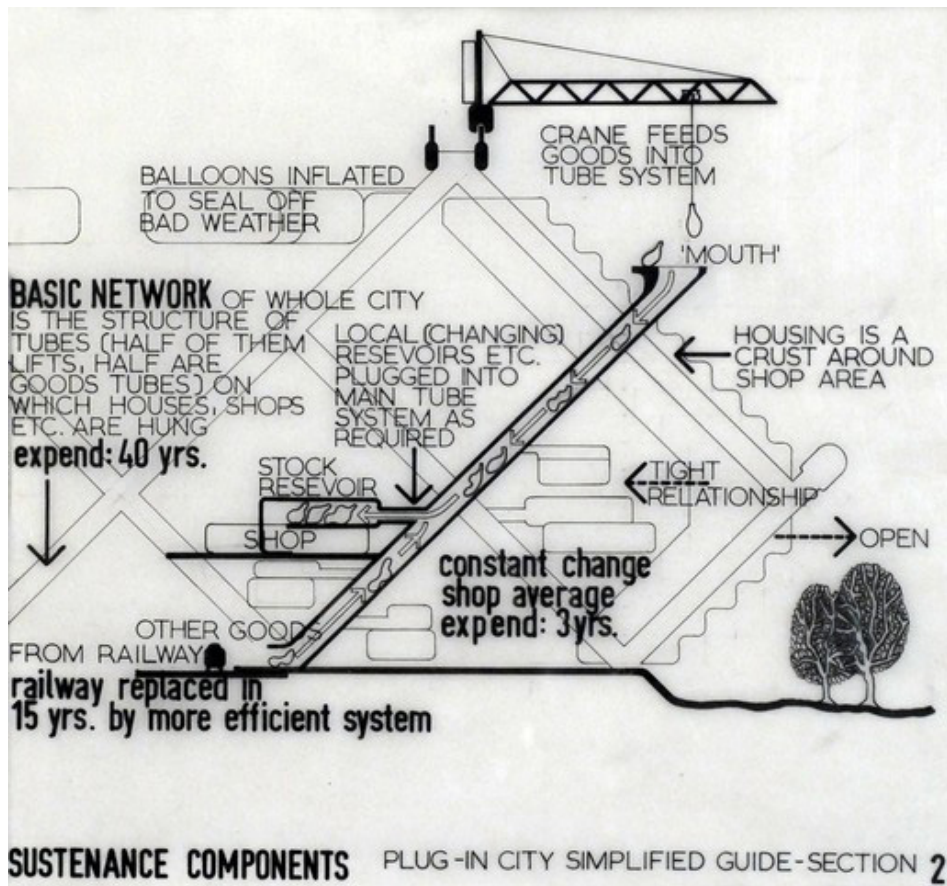 CRANE FEEDS
GOODS INTO
TUBE SYSTEM
BALLOONS INFLATED
TO SEAL OFF
BAD WEATHER
'MOUTH'
BASIC NETWORK OF WHOLE CITY
IS THE STRUCTURE OF
TUBES (HALF OF THEM
LIFTS, HALF ARE
GOODS TUBES) ON
WHICH HOUSES, SHOPS
ETC. ARE HUNG
expend: 40 yrs.
LOCAL (CHANGING)
RESEVOIRS ETC.
PLUGGED INTO
MAIN TUBE
SYSTEM AS
REQUIRED
HOUSING IS A
CRUST AROUND
SHOP AREA
STOCK
RESEVOIR
SHOP
TIGHT
RELATIONSHIP
OPEN
constant change
shop average
expend: 3yrs.
OTHER GOODS
FROM RAILWAY
railway replaced in
15 yrs. by more efficient system
SUSTENANCE COMPONENTS PLUG-IN CITY SIMPLIFIED GUIDE-SECTION 2